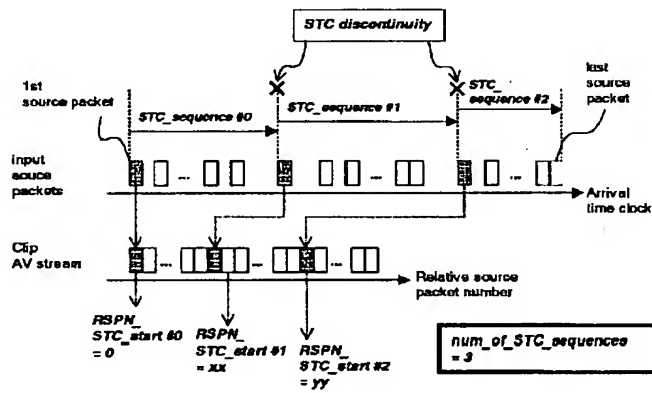 STC discontinuity
1st
source packet
STC_sequence #0
STC_sequence #1
STC_
sequence #2
last
source
packet
input
souce packets
...
...
...
Arrival
time clock
Clip
AV stream
...
...
...
Relative source
packet number
RSPN_
STC_start #0
= 0
RSPN_
STC_start #1
= xx
RSPN_
STC_start #2
= yy
num_of_STC_sequences
= 3